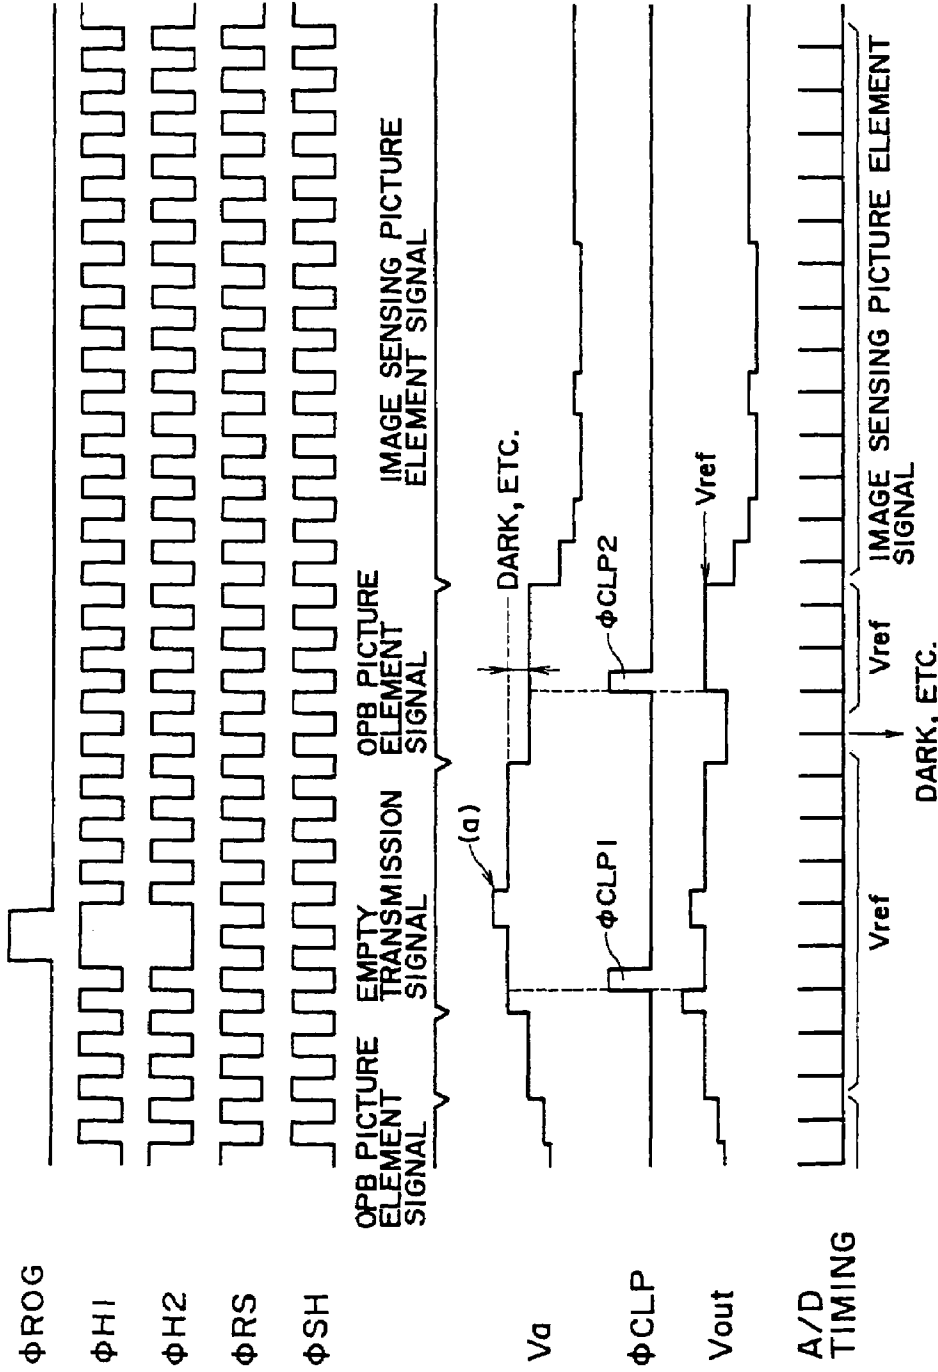 ΦROG
ΦH1
ΦH2
ΦRS
ΦSH
OPB PICTURE
ELEMENT
SIGNAL
EMPTY
TRANSMISSION
SIGNAL
OPB PICTURE
ELEMENT
SIGNAL
IMAGE SENSING PICTURE
ELEMENT SIGNAL
Va
(a)
DARK, ETC.
ΦCLP
ΦCLP1
ΦCLP2
Vout
Vref
A/D
TIMING
Vref
DARK, ETC.
Vref
IMAGE SENSING PICTURE ELEMENT
SIGNAL